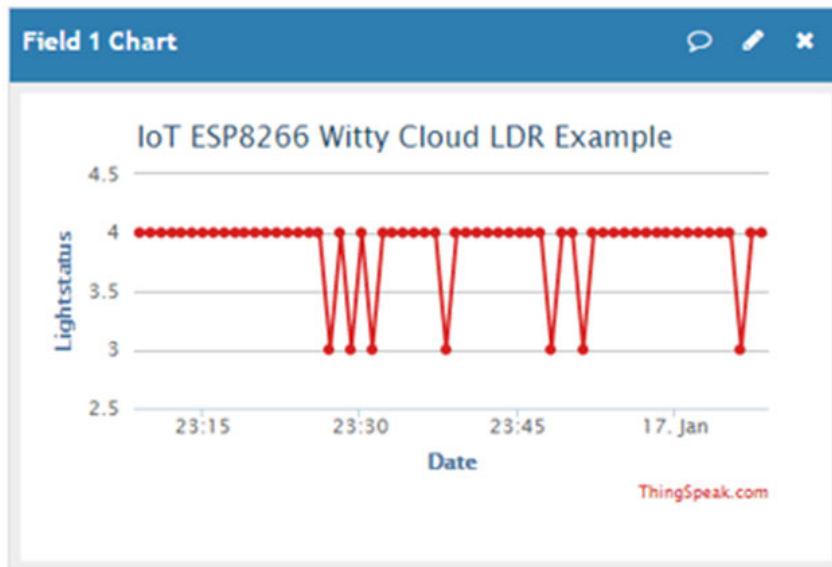 Field 1 Chart
IoT ESP8266 Witty Cloud LDR Example
4.5
4
3.5
3
2.5
Lightstatus
23:15 23:30 23:45 17. Jan
Date
ThingSpeak.com